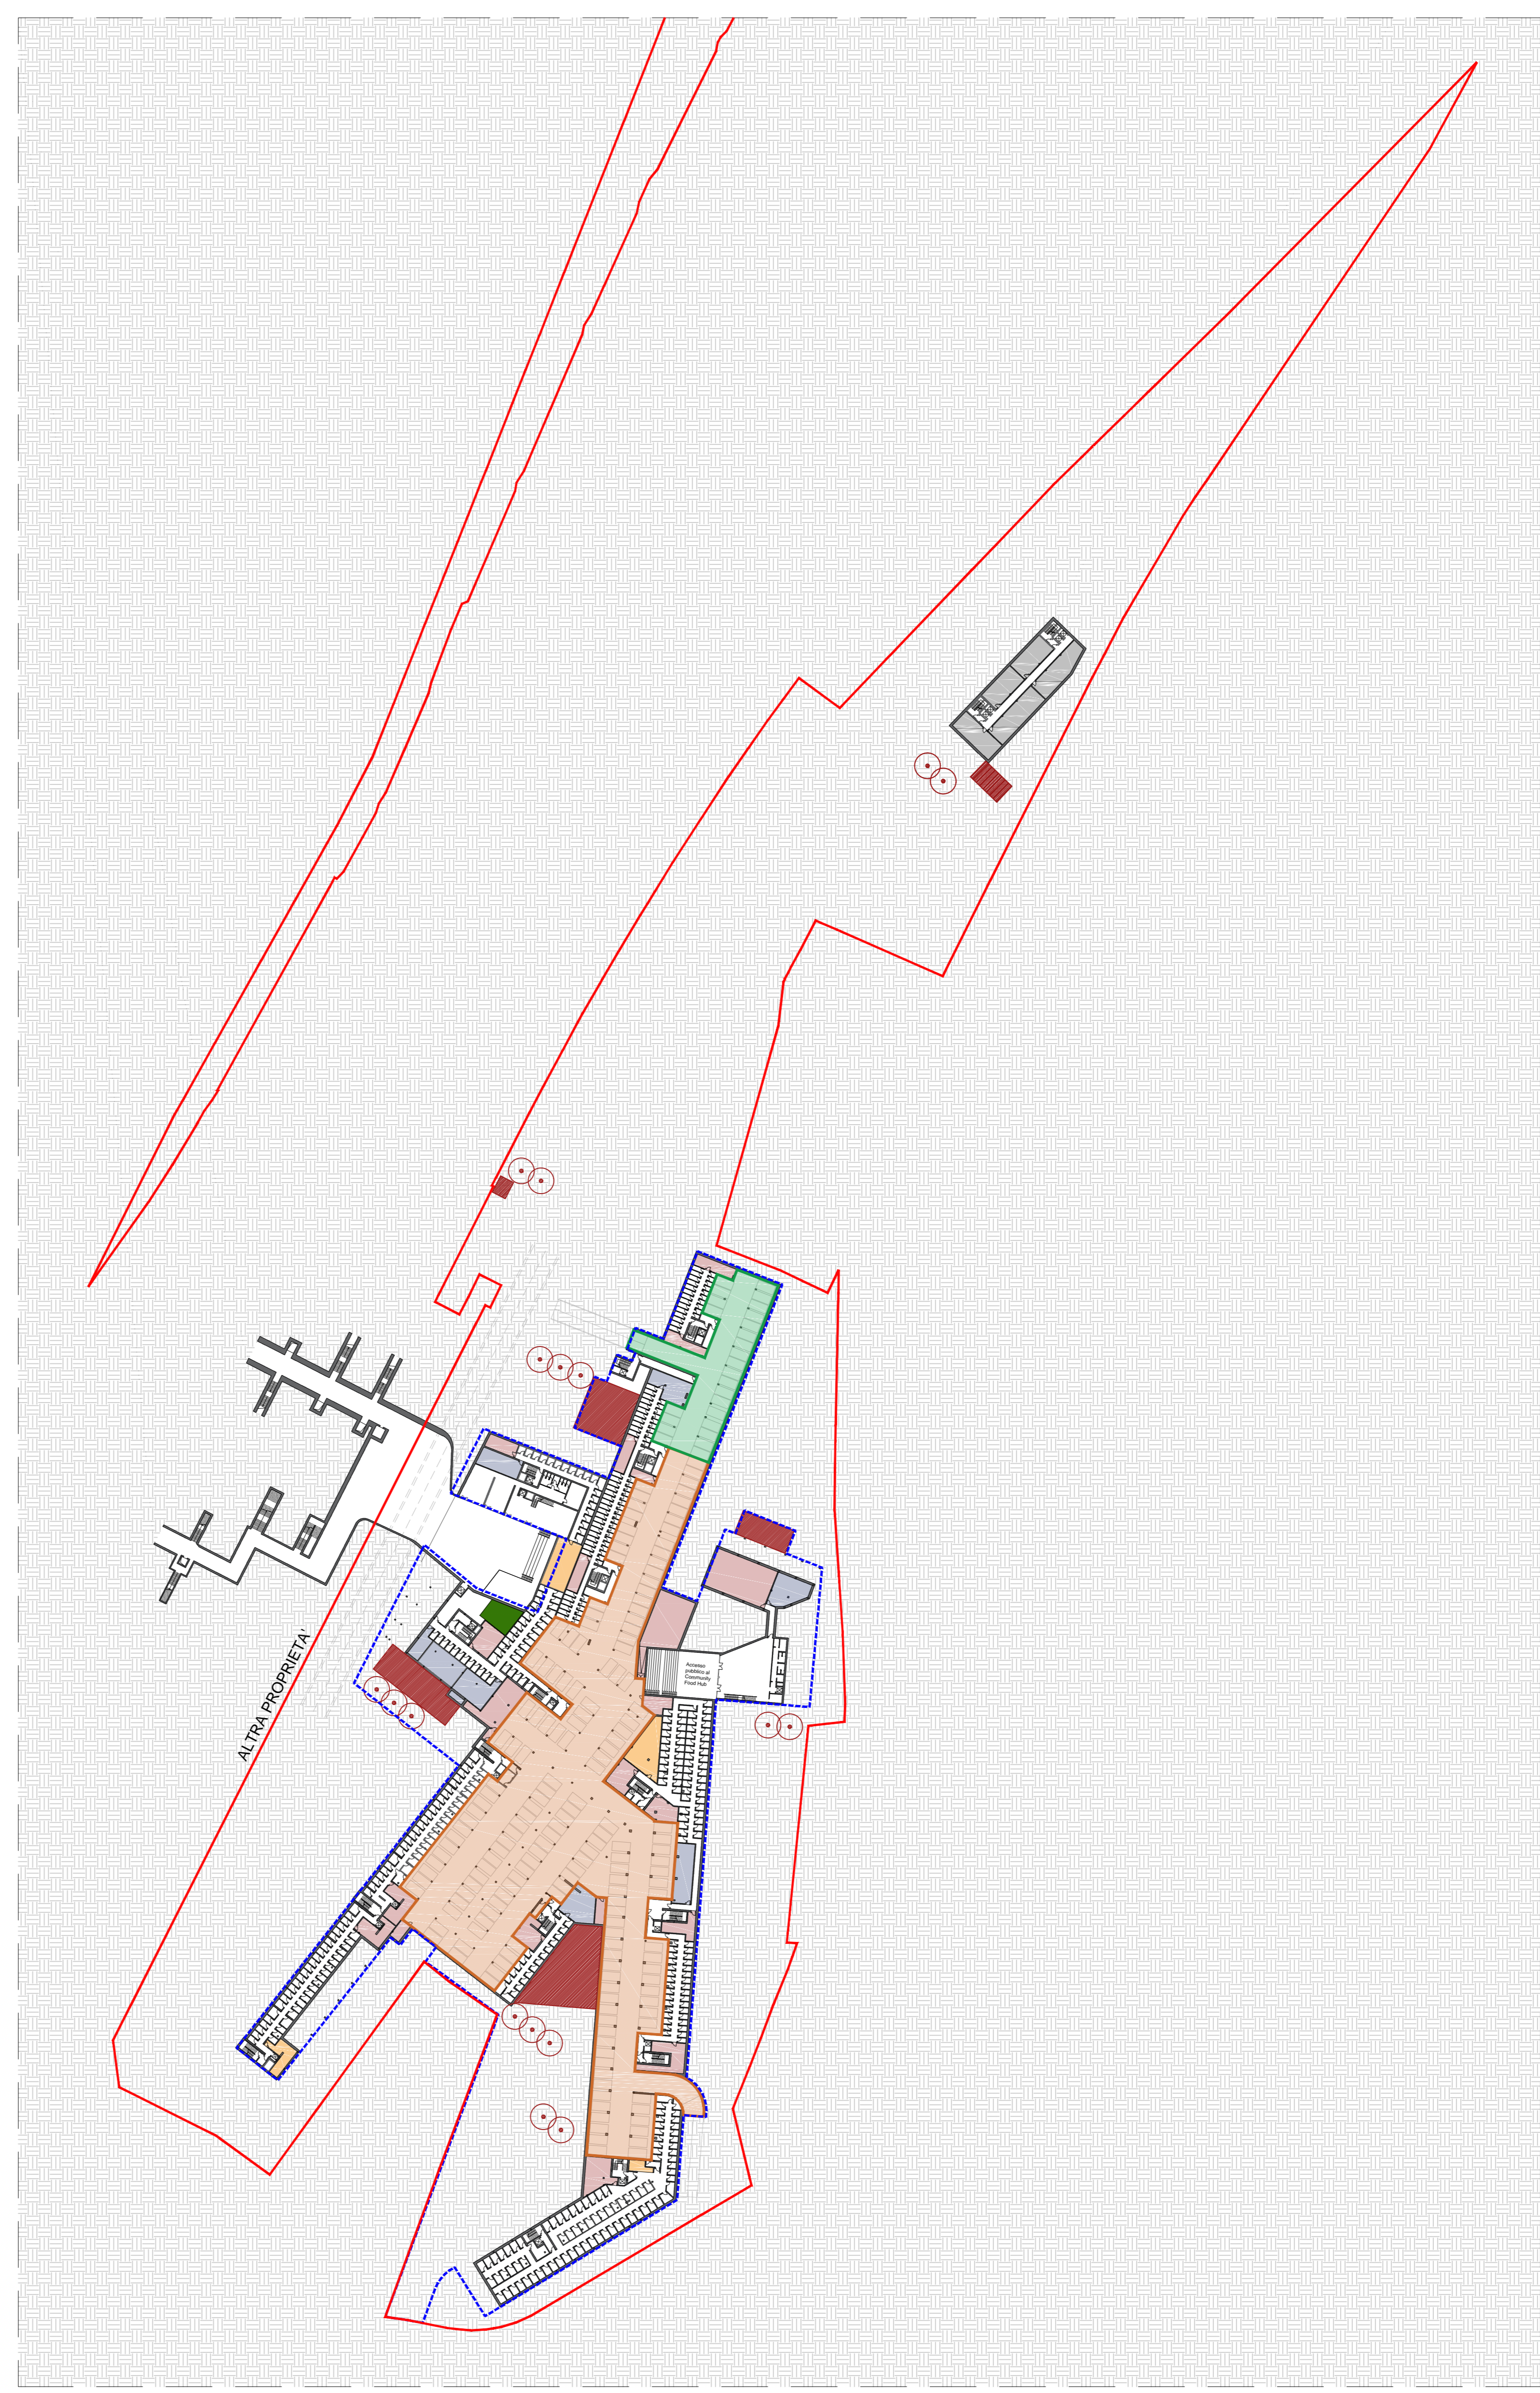 Accesso
pubblico al
Community
Food Hub
ALTRA PROPRIETA'